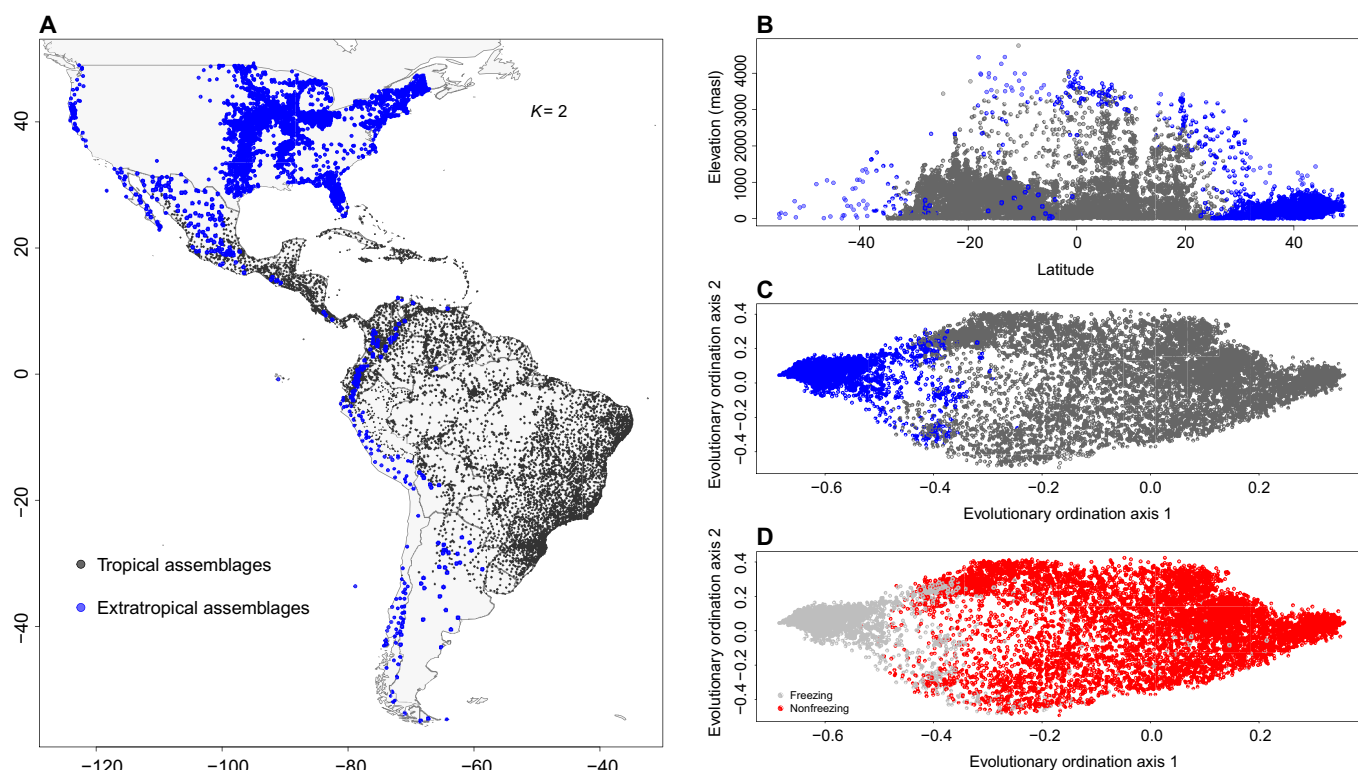 A
K= 2
40
20
0
−20
−40
Tropical assemblages
Extratropical assemblages
−120
−100
−80
−60
−40
B
Elevation (masl)
4000
3000
2000
1000
0
−40
−20
0
20
40
Latitude
C
Evolutionary ordination axis 2
0.4
0.2
0.0
−0.2
−0.4
−0.6
−0.4
−0.2
0.0
0.2
Evolutionary ordination axis 1
D
Evolutionary ordination axis 2
0.4
0.2
0.0
−0.2
−0.4
Freezing
Nonfreezing
−0.6
−0.4
−0.2
0.0
0.2
Evolutionary ordination axis 1